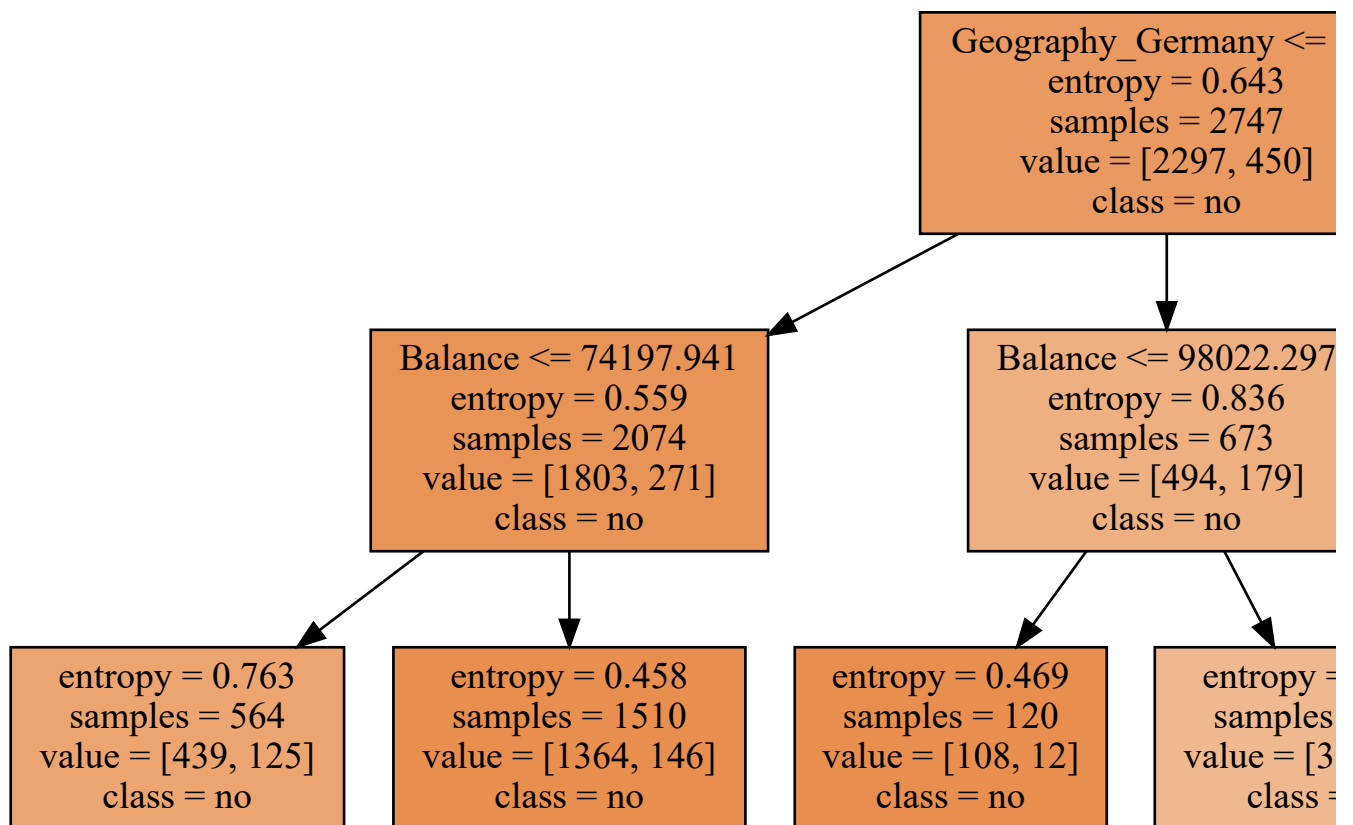 Geography_Germany <=
entropy = 0.643
samples = 2747
value = [2297, 450]
class = no
Balance <= 74197.941
entropy = 0.559
samples = 2074
value = [1803, 271]
class = no
Balance <= 98022.297
entropy = 0.836
samples = 673
value = [494, 179]
class = no
entropy = 0.763
samples = 564
value = [439, 125]
class = no
entropy = 0.458
samples = 1510
value = [1364, 146]
class = no
entropy = 0.469
samples = 120
value = [108, 12]
class = no
entropy =
samples
value = [3
class =